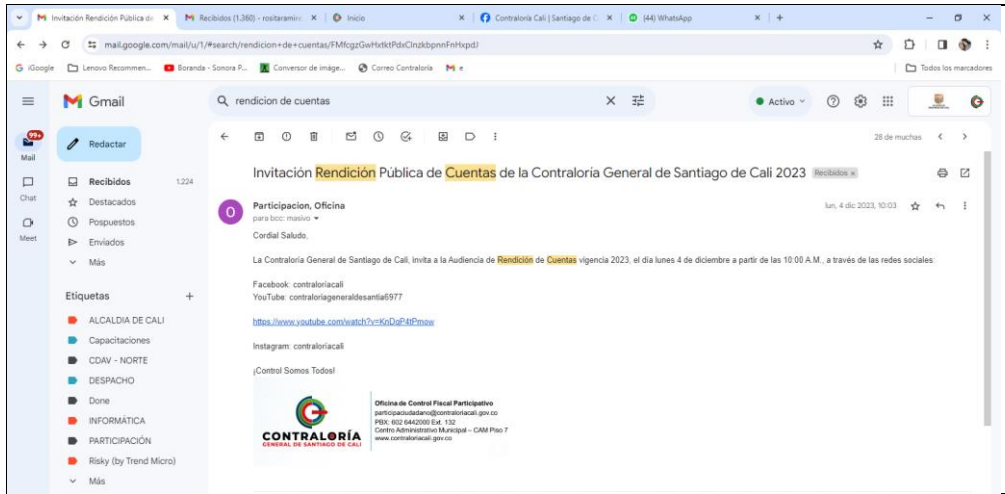 Invitación Rendición Pública de
Recibidos (1.360) - rositaramirez
Inicio
Contraloría Cali | Santiago de C
(44) WhatsApp
mail.google.com/mail/u/1/#search/rendicion+de+cuentas/FMfcgzGwHxtktPdxClnzkbpnnFnHxpdJ
iGoogle
Lenovo Recommen...
Boranda - Sonora P...
Conversor de imáge...
Correo Contraloría
e
Todos los marcadores
Gmail
rendicion de cuentas
Activo
99+
Mail
Chat
Meet
Redactar
Recibidos 1.224
Destacados
Pospuestos
Enviados
Más
Etiquetas +
ALCALDIA DE CALI
Capacitaciones
CDAV - NORTE
DESPACHO
Done
INFORMÁTICA
PARTICIPACIÓN
Risky (by Trend Micro)
Más
28 de muchas
Invitación Rendición Pública de Cuentas de la Contraloría General de Santiago de Cali 2023 Recibidos x
O
Participacion, Oficina
lun, 4 dic 2023, 10:03
para bcc: masivo
Cordial Saludo,
La Contraloría General de Santiago de Cali, invita a la Audiencia de Rendición de Cuentas vigencia 2023, el día lunes 4 de diciembre a partir de las 10:00 A.M., a través de las redes sociales:
Facebook: contraloriacali
YouTube: contraloriageneraldesantia6977
https://www.youtube.com/watch?v=KnDqP4tPmow
Instagram: contraloriacali
¡Control Somos Todos!
CONTRALORÍA
GENERAL DE SANTIAGO DE CALI
Oficina de Control Fiscal Participativo
participaciudadano@contraloriacali.gov.co
PBX: 602 6442000 Ext. 132
Centro Administrativo Municipal – CAM Piso 7
www.contraloriacali.gov.co